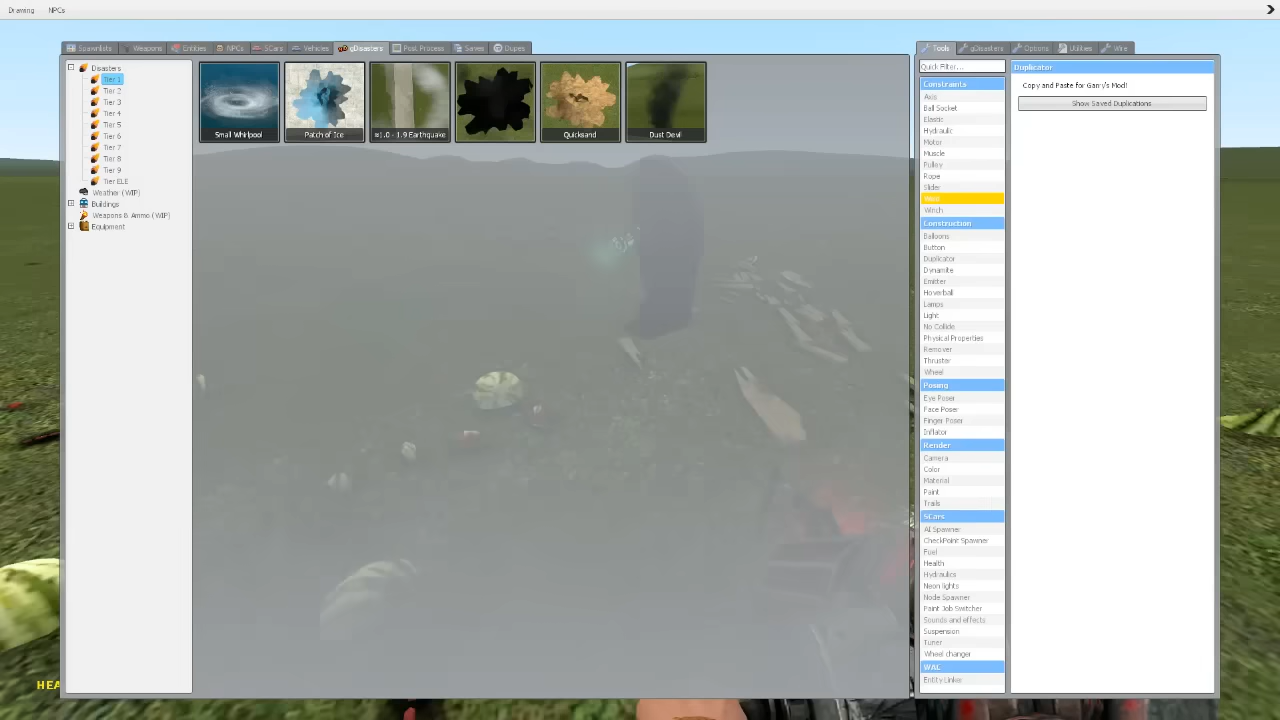 Drawing NPCs
Spawnlists Weapons Entities NPCs SCars Vehicles gDisasters Post Process Saves Dupes
Disasters
Tier 1
Tier 2
Tier 3
Tier 4
Tier 5
Tier 6
Tier 7
Tier 8
Tier 9
Tier ELE
Weather (WIP)
Buildings
Weapons & Ammo (WIP)
Equipment
Small Whirlpool
Patch of Ice
≋1.0 - 1.9 Earthquake
Quicksand
Dust Devil
Tools gDisasters Options Utilities Wire
Quick Filter...
Constraints
Axis
Ball Socket
Elastic
Hydraulic
Motor
Muscle
Pulley
Rope
Slider
Weld
Winch
Construction
Balloons
Button
Duplicator
Dynamite
Emitter
Hoverball
Lamps
Light
No Collide
Physical Properties
Remover
Thruster
Wheel
Posing
Eye Poser
Face Poser
Finger Poser
Inflator
Render
Camera
Color
Material
Paint
Trails
SCars
AI Spawner
CheckPoint Spawner
Fuel
Health
Hydraulics
Neon lights
Node Spawner
Paint Job Switcher
Sounds and effects
Suspension
Tuner
Wheel changer
WAC
Entity Linker
Duplicator
Copy and Paste for Garry's Mod!
Show Saved Duplications
HEA